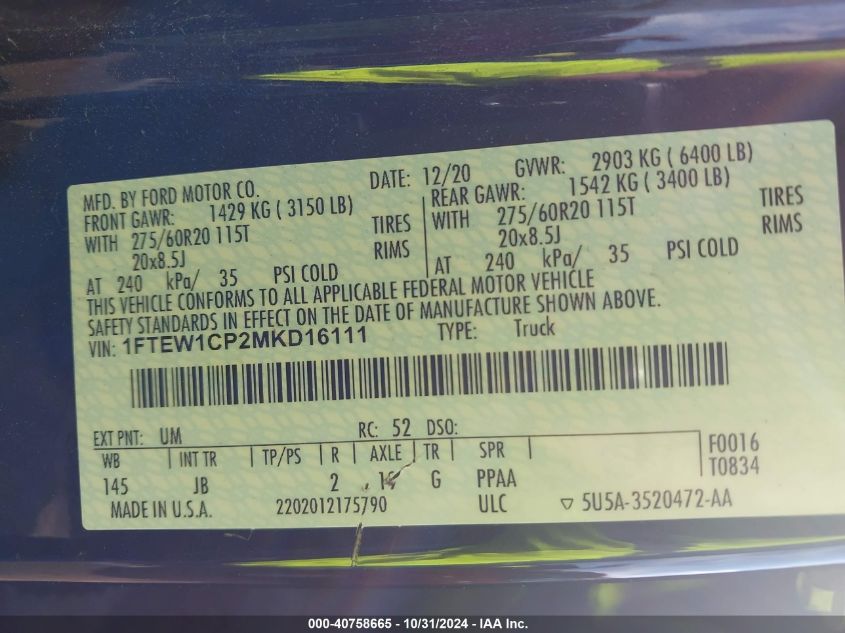 MFD. BY FORD MOTOR CO. DATE: 12/20 GVWR: 2903 KG ( 6400 LB)
FRONT GAWR: 1429 KG ( 3150 LB) REAR GAWR: 1542 KG ( 3400 LB)
WITH 275/60R20 115T TIRES WITH 275/60R20 115T TIRES
20x8.5J RIMS 20x8.5J RIMS
AT 240 kPa/ 35 PSI COLD AT 240 kPa/ 35 PSI COLD
THIS VEHICLE CONFORMS TO ALL APPLICABLE FEDERAL MOTOR VEHICLE
SAFETY STANDARDS IN EFFECT ON THE DATE OF MANUFACTURE SHOWN ABOVE.
VIN: 1FTEW1CP2MKD16111 TYPE: Truck
EXT PNT: UM RC: 52 DSO:
WB INT TR TP/PS R AXLE TR SPR F0016
145 JB 2 G PPAA T0834
MADE IN U.S.A. 2202012175790 ULC ▽ 5U5A-3520472-AA
000-40758665 - 10/31/2024 - IAA Inc.